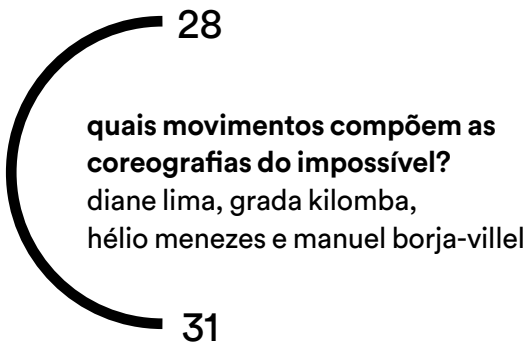 28
quais movimentos compõem as
coreografias do impossível?
diane lima, grada kilomba,
hélio menezes e manuel borja-villel
31